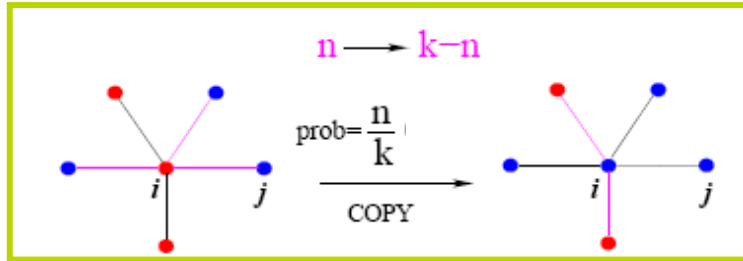 n → k−n
prob= n/k
i j
COPY
i j